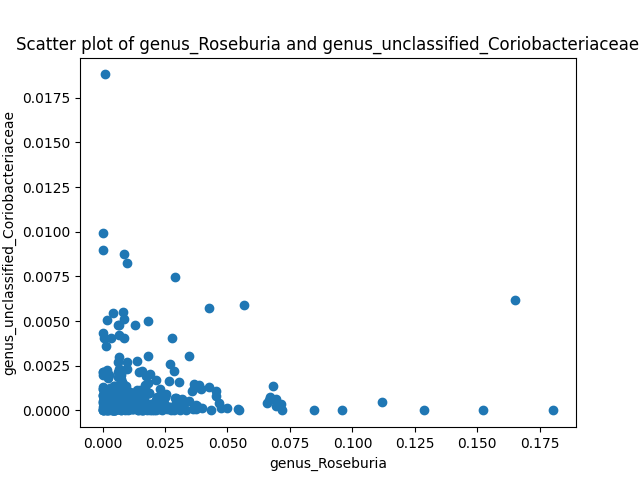 Scatter plot of genus_Roseburia and genus_unclassified_Coriobacteriaceae
genus_unclassified_Coriobacteriaceae
0.0175
0.0150
0.0125
0.0100
0.0075
0.0050
0.0025
0.0000
0.000 0.025 0.050 0.075 0.100 0.125 0.150 0.175
genus_Roseburia